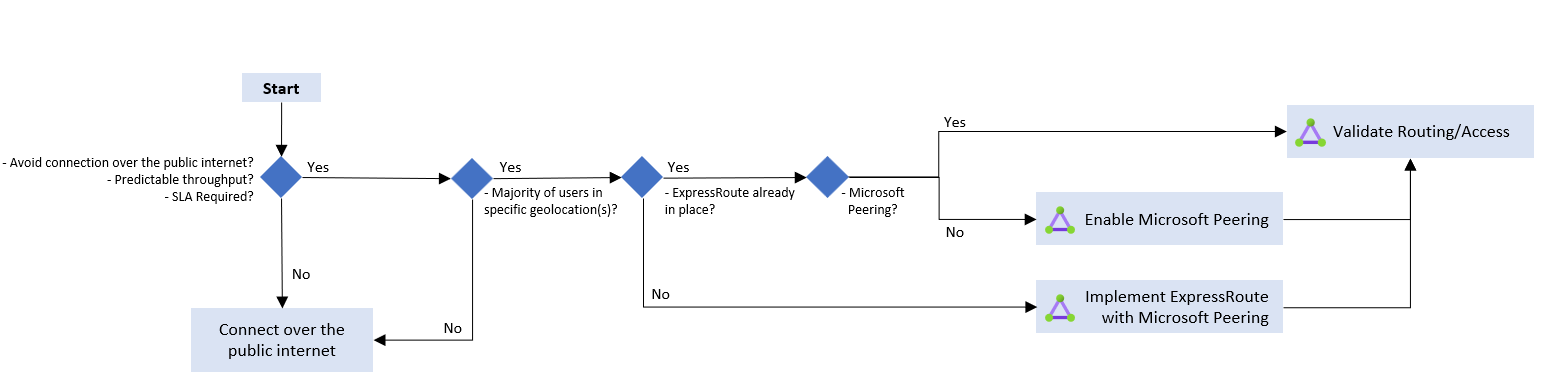 Start
- Avoid connection over the public internet?
- Predictable throughput?
- SLA Required?
Yes
No
Connect over the
public internet
Yes
- Majority of users in
specific geolocation(s)?
No
Yes
- ExpressRoute already
in place?
No
- Microsoft
Peering?
Yes
No
Validate Routing/Access
Enable Microsoft Peering
Implement ExpressRoute
with Microsoft Peering